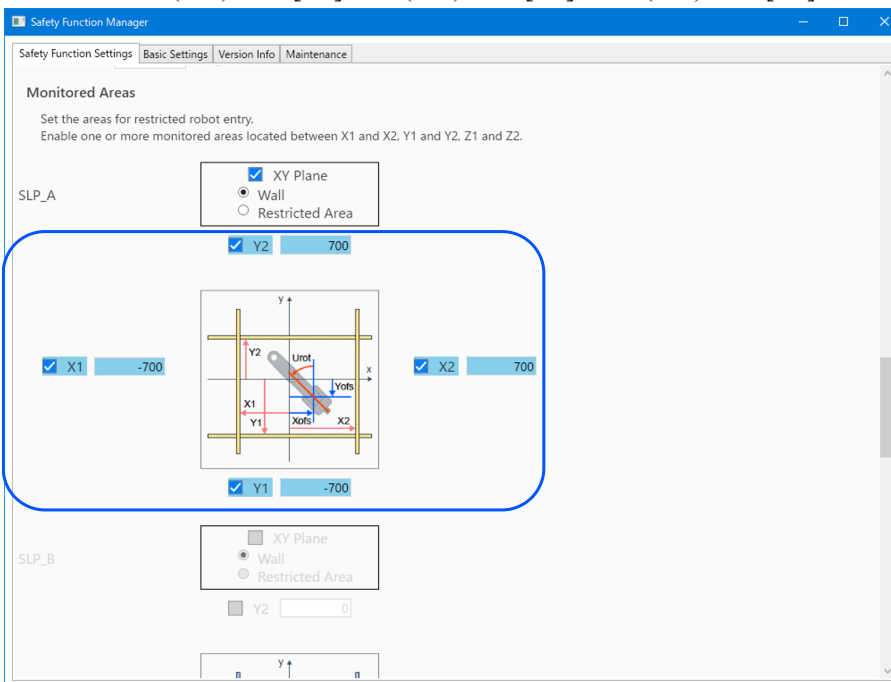 Safety Function Manager
Safety Function Settings Basic Settings Version Info Maintenance
Monitored Areas
Set the areas for restricted robot entry.
Enable one or more monitored areas located between X1 and X2, Y1 and Y2, Z1 and Z2.
SLP_A
XY Plane
Wall
Restricted Area
Y2 700
y
Y2 Urot x
X1 -700
X2 700
Yofs
X1
Y1 Xofs X2
Y1 -700
SLP_B
XY Plane
Wall
Restricted Area
Y2 0
y